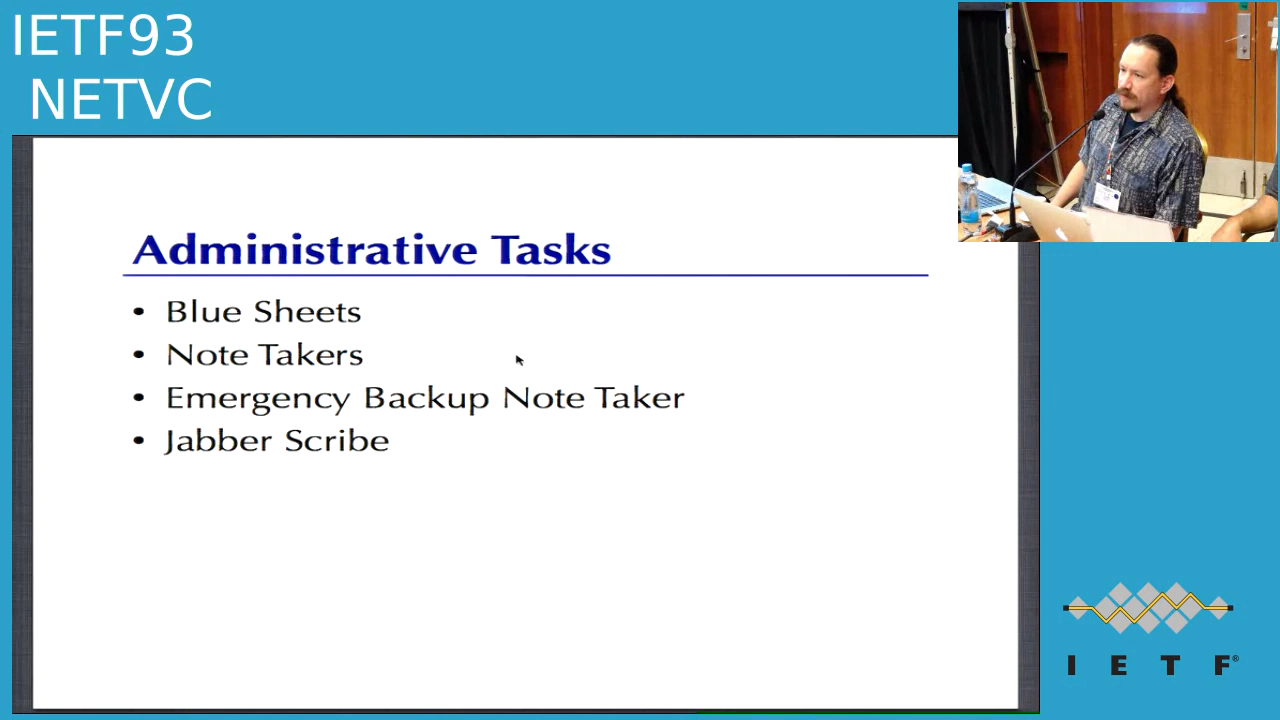 IETF93
NETVC
Administrative Tasks
• Blue Sheets
• Note Takers
• Emergency Backup Note Taker
• Jabber Scribe
I E T F®